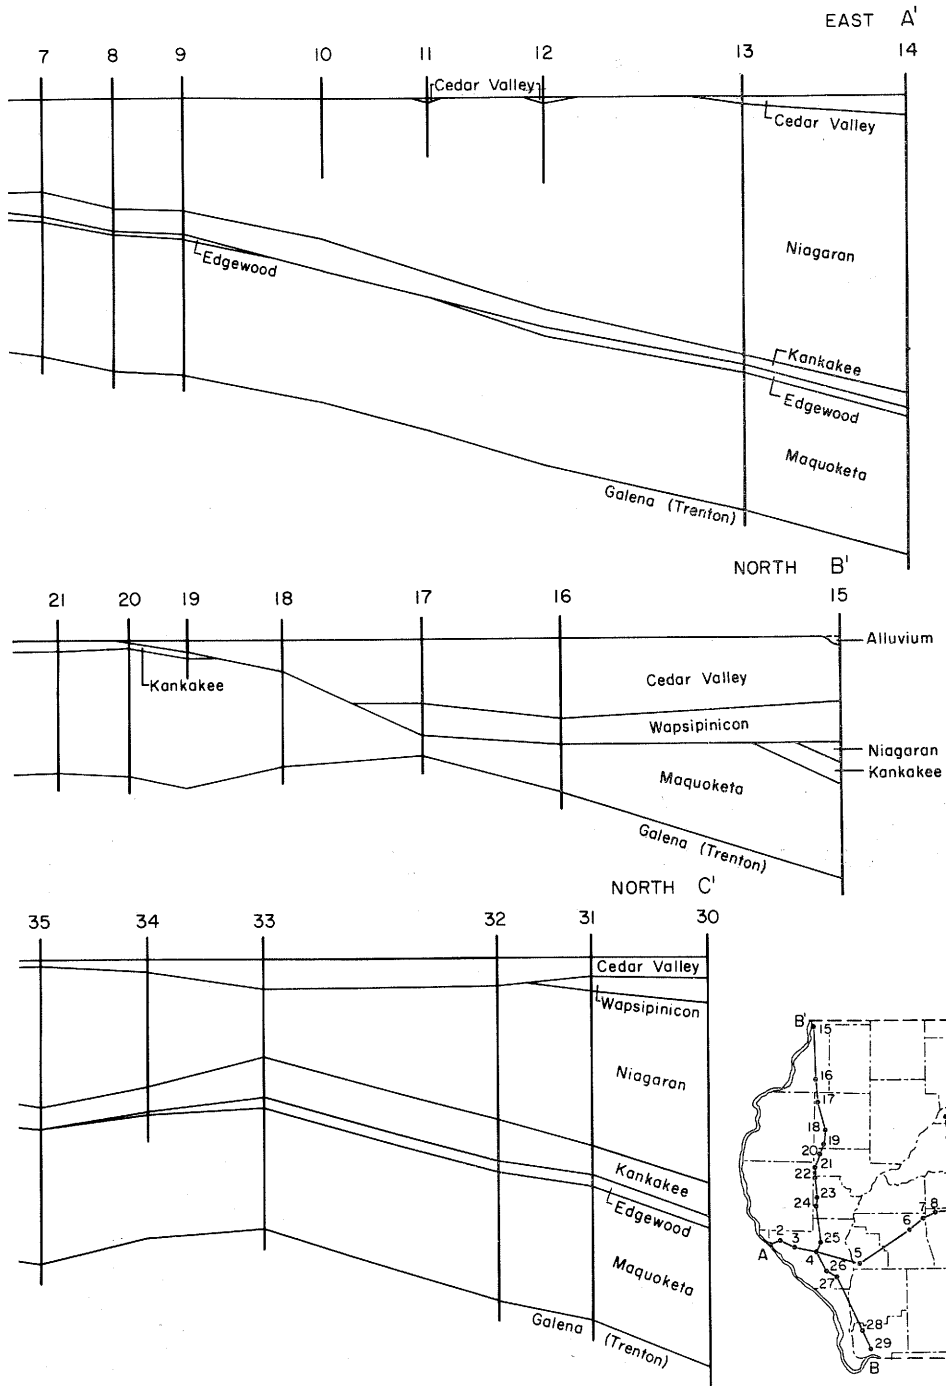 EAST A'
7 8 9 10 11 12 13 14
Cedar Valley
Cedar Valley
Niagaran
Edgewood
Kankakee
Edgewood
Maquoketa
Galena (Trenton)
NORTH B'
21 20 19 18 17 16 15
Alluvium
Kankakee
Cedar Valley
Wapsipinicon
Niagaran
Kankakee
Maquoketa
Galena (Trenton)
NORTH C'
35 34 33 32 31 30
Cedar Valley
Wapsipinicon
Niagaran
Kankakee
Edgewood
Maquoketa
Galena (Trenton)
B'
15
16
17
18
19
20
21
22
23
24
7 8
6
25
A 2 3 4 5
26
27
28
29
B